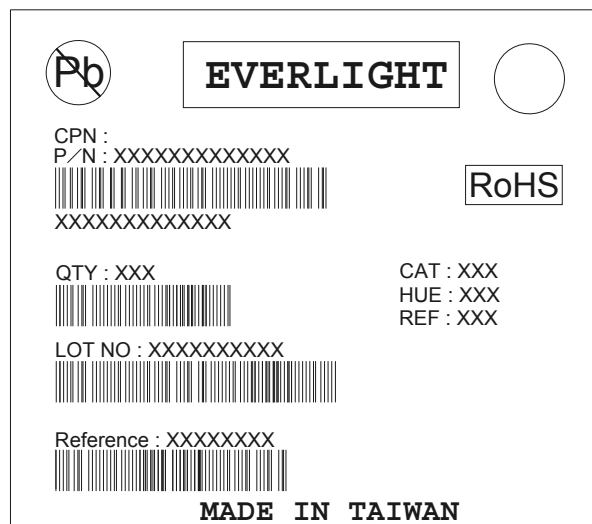 Pb EVERLIGHT
CPN :
P/N : XXXXXXXXXXXXX
RoHS
XXXXXXXXXXXXX
QTY : XXX
CAT : XXX
HUE : XXX
REF : XXX
LOT NO : XXXXXXXXXX
Reference : XXXXXXXX
MADE IN TAIWAN